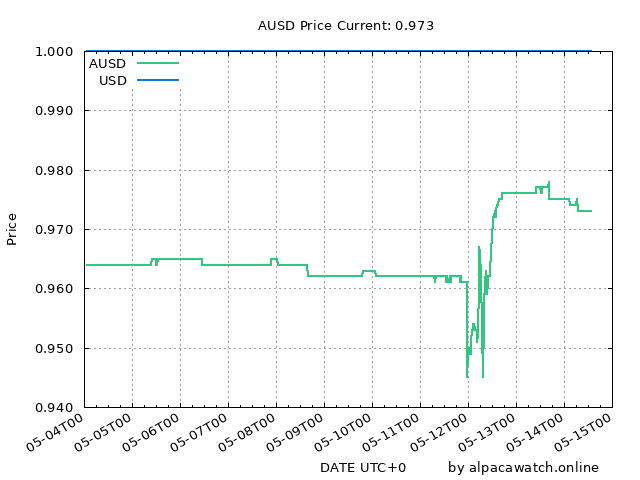 AUSD Price Current: 0.973
1.000
0.990
0.980
0.970
0.960
0.950
0.940
Price
AUSD
USD
05-04T00
05-05T00
05-06T00
05-07T00
05-08T00
05-09T00
05-10T00
05-11T00
05-12T00
05-13T00
05-14T00
05-15T00
DATE UTC+0
by alpacawatch.online